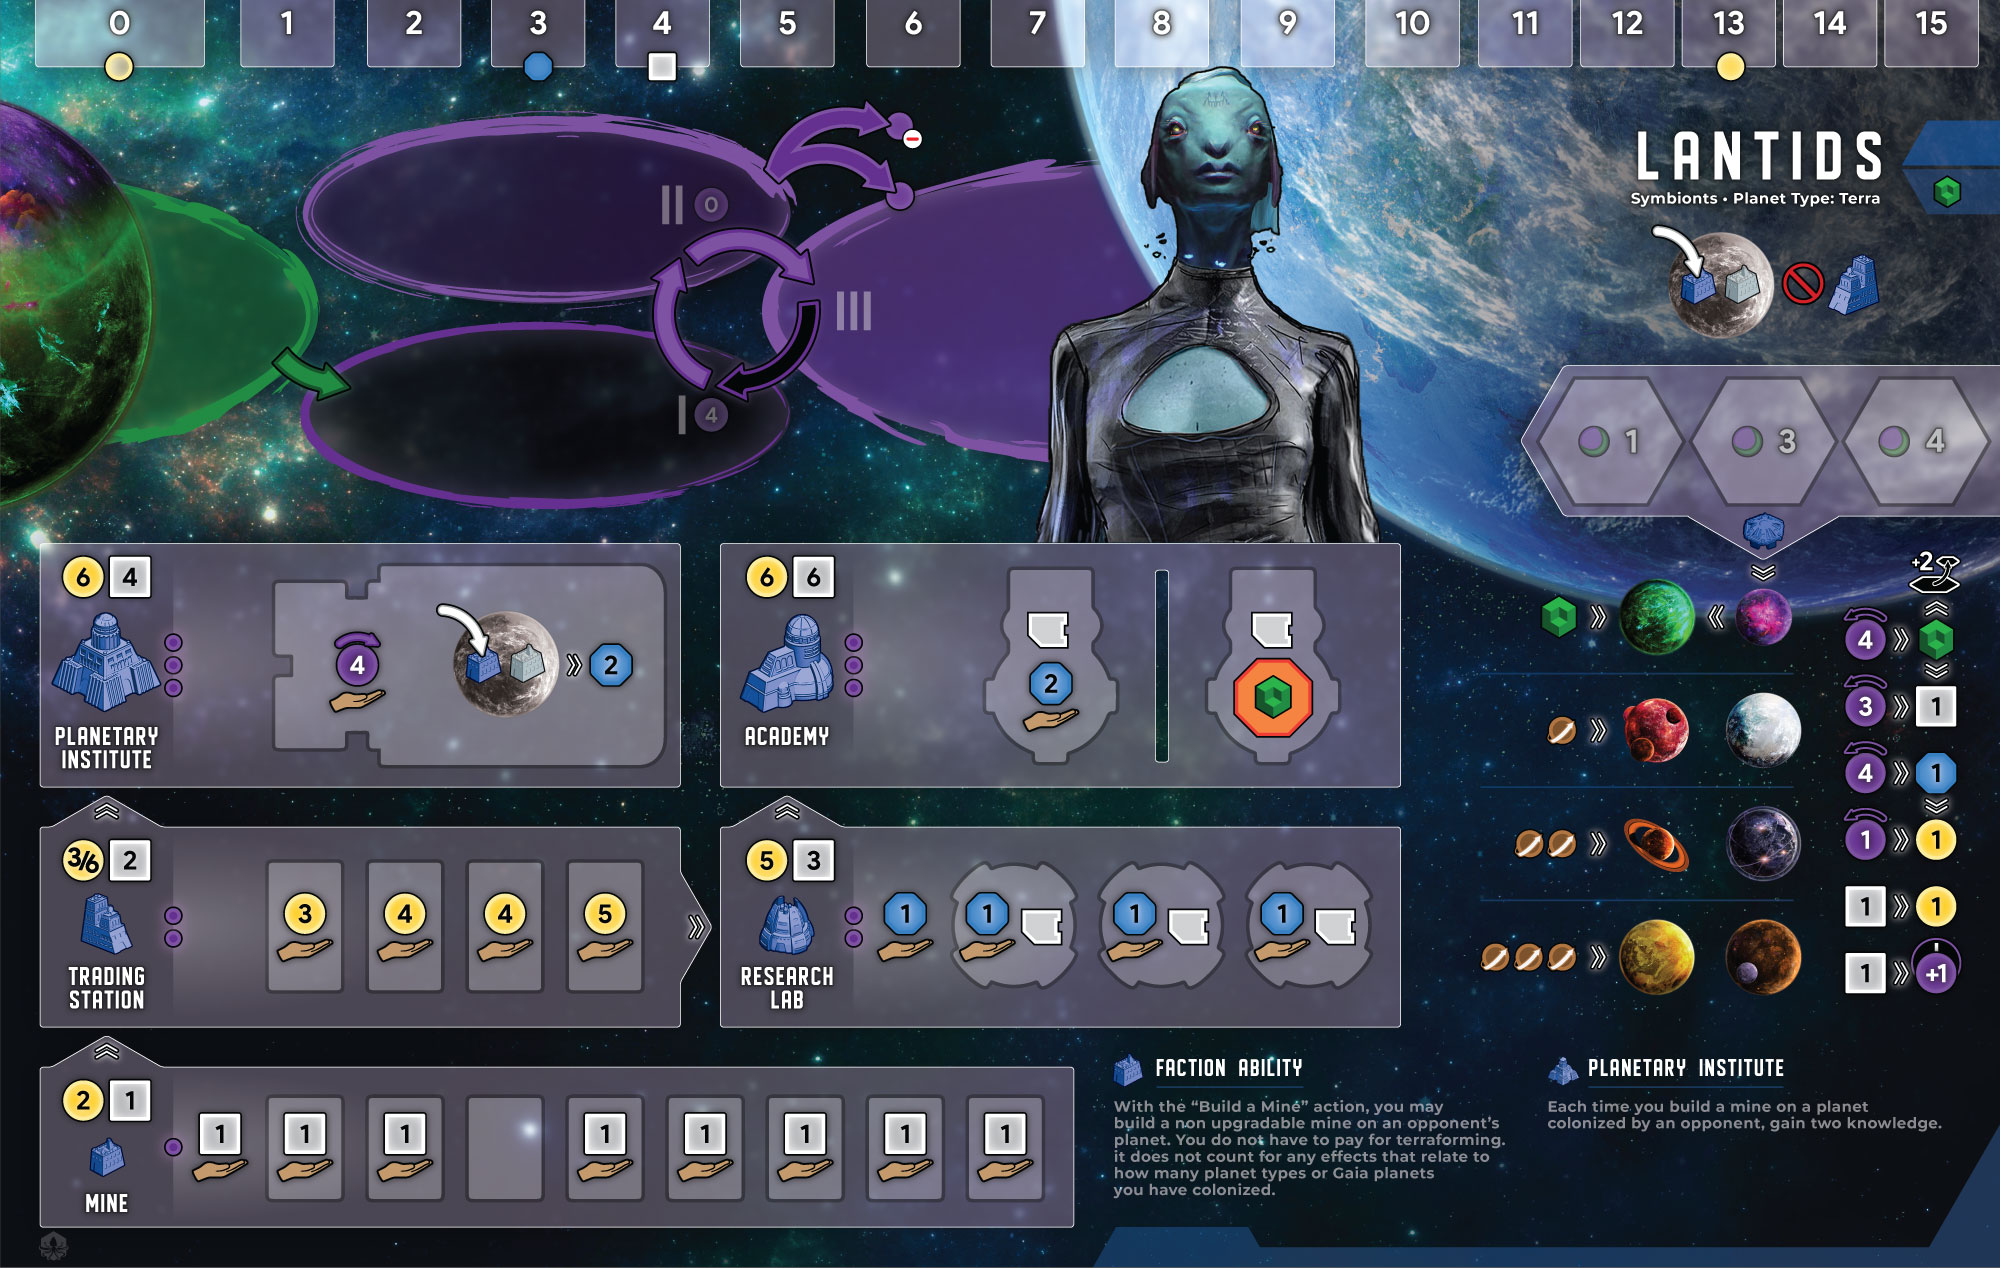 0 1 2 3 4 5 6 7 8 9 10 11 12 13 14 15
LANTIDS
Symbionts • Planet Type: Terra
II 0
III
I 4
1 3 4
6 4
PLANETARY
INSTITUTE
4
2
6 6
ACADEMY
2
+2
4
3 1
4 1
1 1
1 1
1 +1
3/6 2
TRADING
STATION
3 4 4 5
5 3
RESEARCH
LAB
1 1 1 1
2 1
MINE
1 1 1 1 1 1 1 1
FACTION ABILITY
With the “Build a Mine” action, you may
build a non upgradable mine on an opponent’s
planet. You do not have to pay for terraforming.
it does not count for any effects that relate to
how many planet types or Gaia planets
you have colonized.
PLANETARY INSTITUTE
Each time you build a mine on a planet
colonized by an opponent, gain two knowledge.